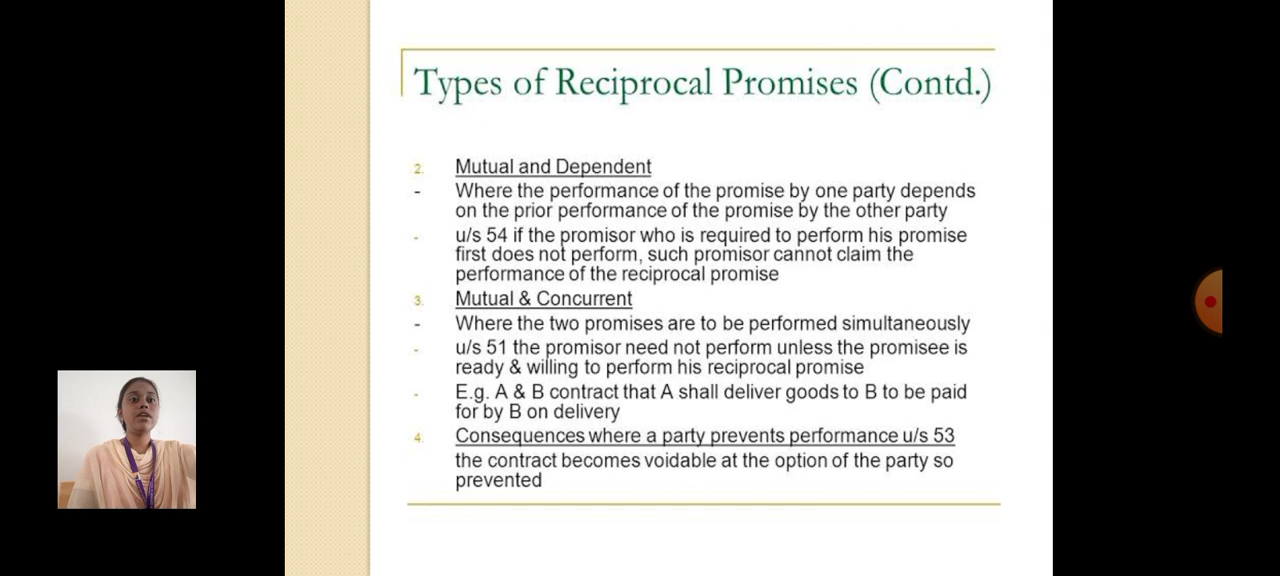 Types of Reciprocal Promises (Contd.)
2. Mutual and Dependent
- Where the performance of the promise by one party depends
on the prior performance of the promise by the other party
- u/s 54 if the promisor who is required to perform his promise
first does not perform, such promisor cannot claim the
performance of the reciprocal promise
3. Mutual & Concurrent
- Where the two promises are to be performed simultaneously
- u/s 51 the promisor need not perform unless the promisee is
ready & willing to perform his reciprocal promise
- E.g. A & B contract that A shall deliver goods to B to be paid
for by B on delivery
4. Consequences where a party prevents performance u/s 53
the contract becomes voidable at the option of the party so
prevented